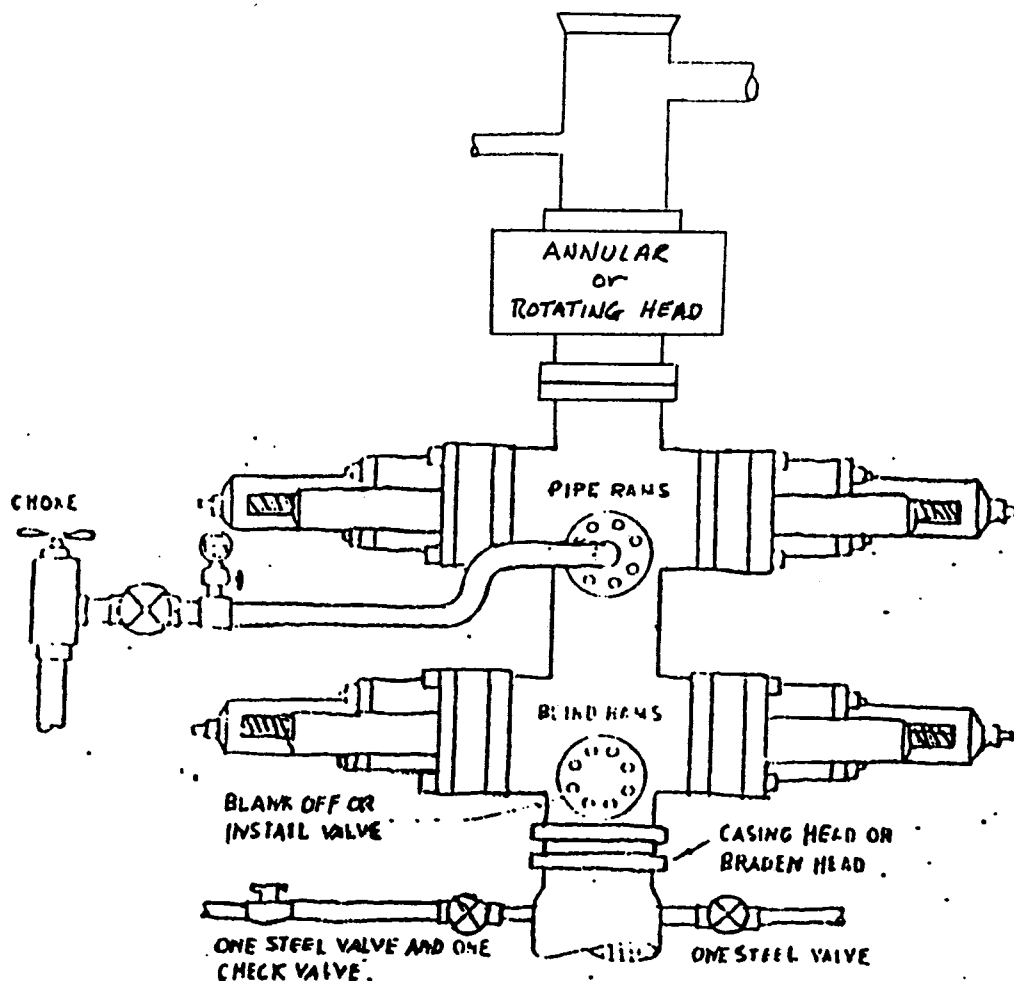 ANNULAR
or
ROTATING HEAD
PIPE RAMS
CHOKE
BLIND RAMS
BLANK OFF OR
INSTALL VALVE
CASING HEAD OR
BRADEN HEAD
ONE STEEL VALVE AND ONE
CHECK VALVE.
ONE STEEL VALVE